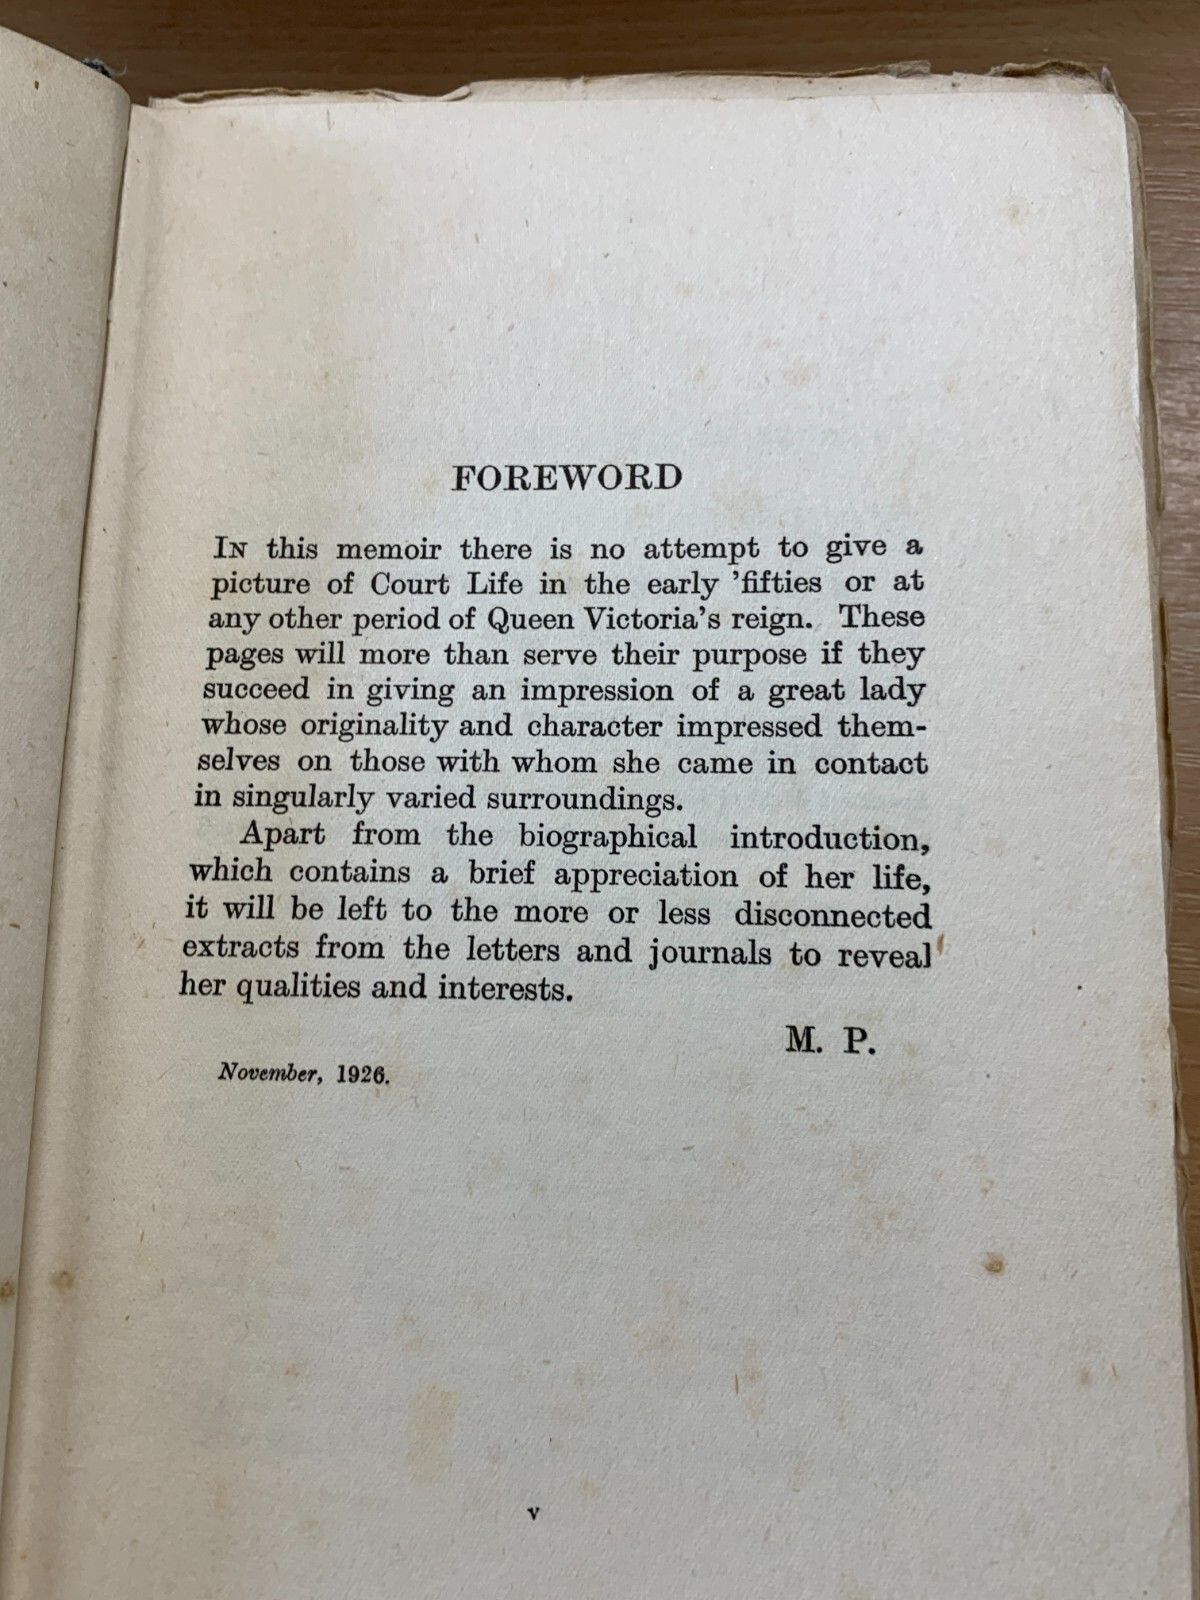 FOREWORD
IN this memoir there is no attempt to give a
picture of Court Life in the early 'fifties or at
any other period of Queen Victoria's reign. These
pages will more than serve their purpose if they
succeed in giving an impression of a great lady
whose originality and character impressed them-
selves on those with whom she came in contact
in singularly varied surroundings.
Apart from the biographical introduction,
which contains a brief appreciation of her life,
it will be left to the more or less disconnected
extracts from the letters and journals to reveal
her qualities and interests.
M. P.
November, 1926.
v